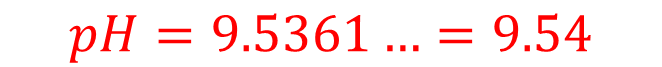 pH = 9.5361 ... = 9.54